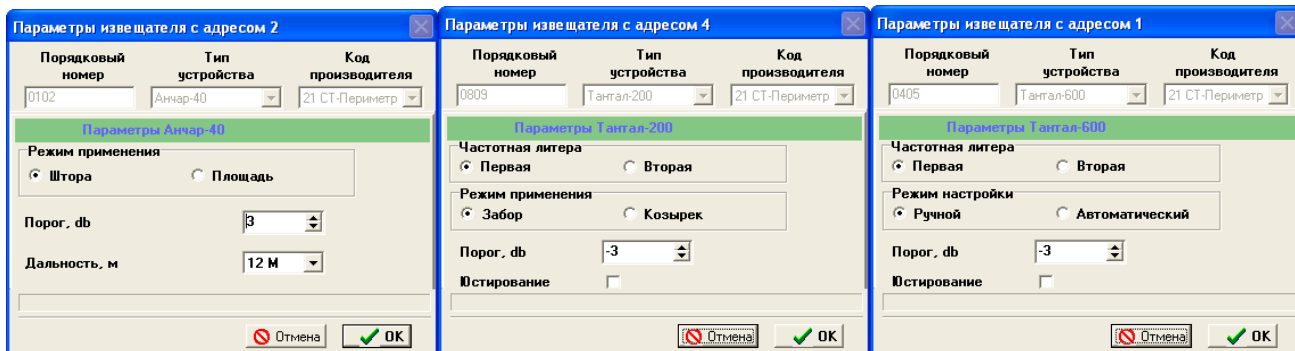 Параметры извещателя с адресом 2
Порядковый номер
Тип устройства
Код производителя
0102
Анчар-40
21 СТ-Периметр
Параметры Анчар-40
Режим применения
Штора
Площадь
Порог, db
3
Дальность, м
12 М
Отмена
OK
Параметры извещателя с адресом 4
Порядковый номер
Тип устройства
Код производителя
0809
Тантал-200
21 СТ-Периметр
Параметры Тантал-200
Частотная литера
Первая
Вторая
Режим применения
Забор
Козырек
Порог, db
-3
Юстирование
Отмена
OK
Параметры извещателя с адресом 1
Порядковый номер
Тип устройства
Код производителя
0405
Тантал-600
21 СТ-Периметр
Параметры Тантал-600
Частотная литера
Первая
Вторая
Режим настройки
Ручной
Автоматический
Порог, db
-3
Юстирование
Отмена
OK